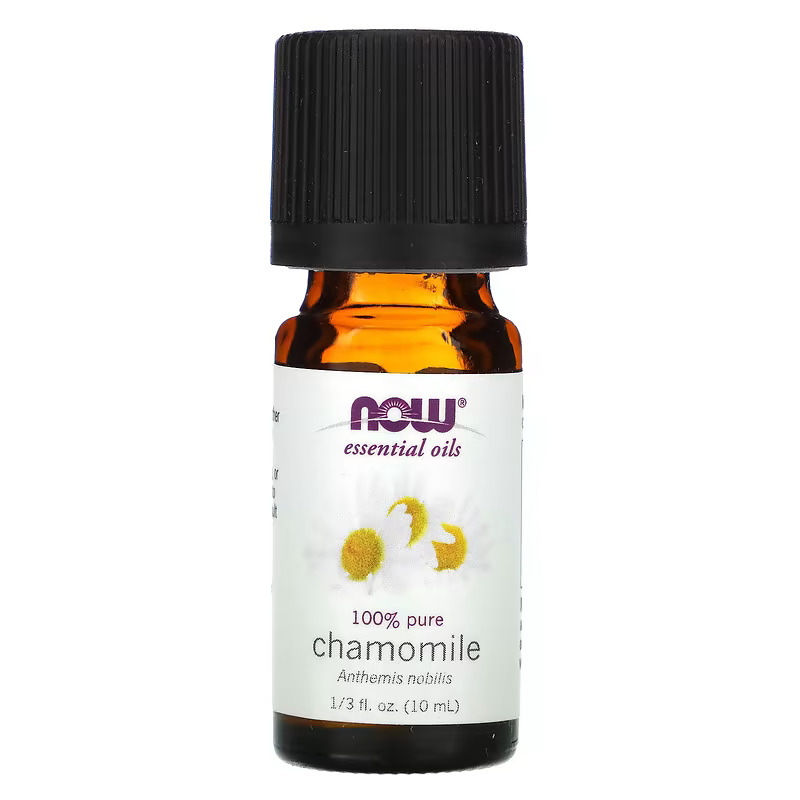 now®
essential oils
100% pure
chamomile
Anthemis nobilis
1/3 fl. oz. (10 mL)